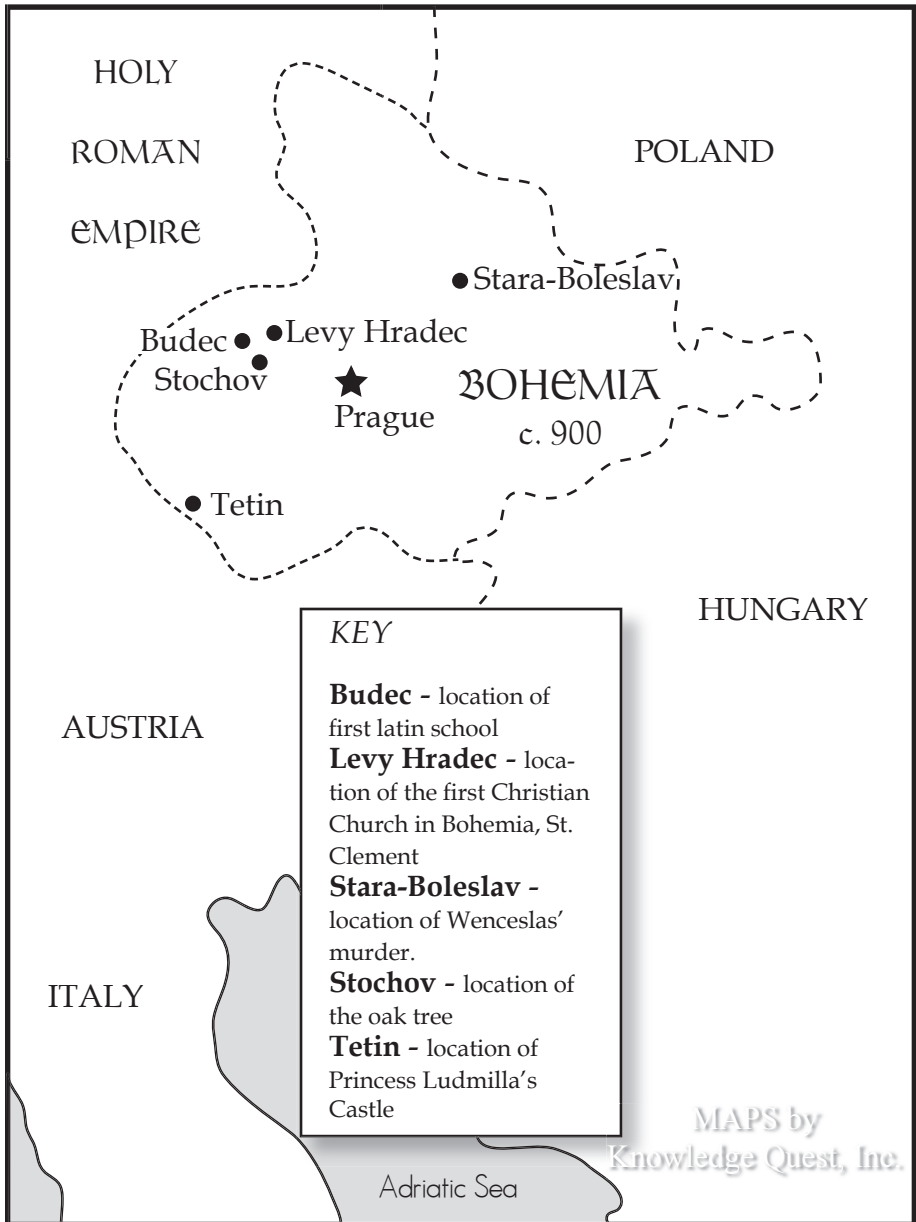 HOLY
ROMAN
EMPIRE
POLAND
Stara-Boleslav
Budec
Levy Hradec
Stochov
Prague
BOHEMIA
c. 900
Tetin
HUNGARY
AUSTRIA
ITALY
KEY
Budec - location of
first latin school
Levy Hradec - loca-
tion of the first Christian
Church in Bohemia, St.
Clement
Stara-Boleslav -
location of Wenceslas’
murder.
Stochov - location of
the oak tree
Tetin - location of
Princess Ludmilla’s
Castle
Adriatic Sea
MAPS by
Knowledge Quest, Inc.